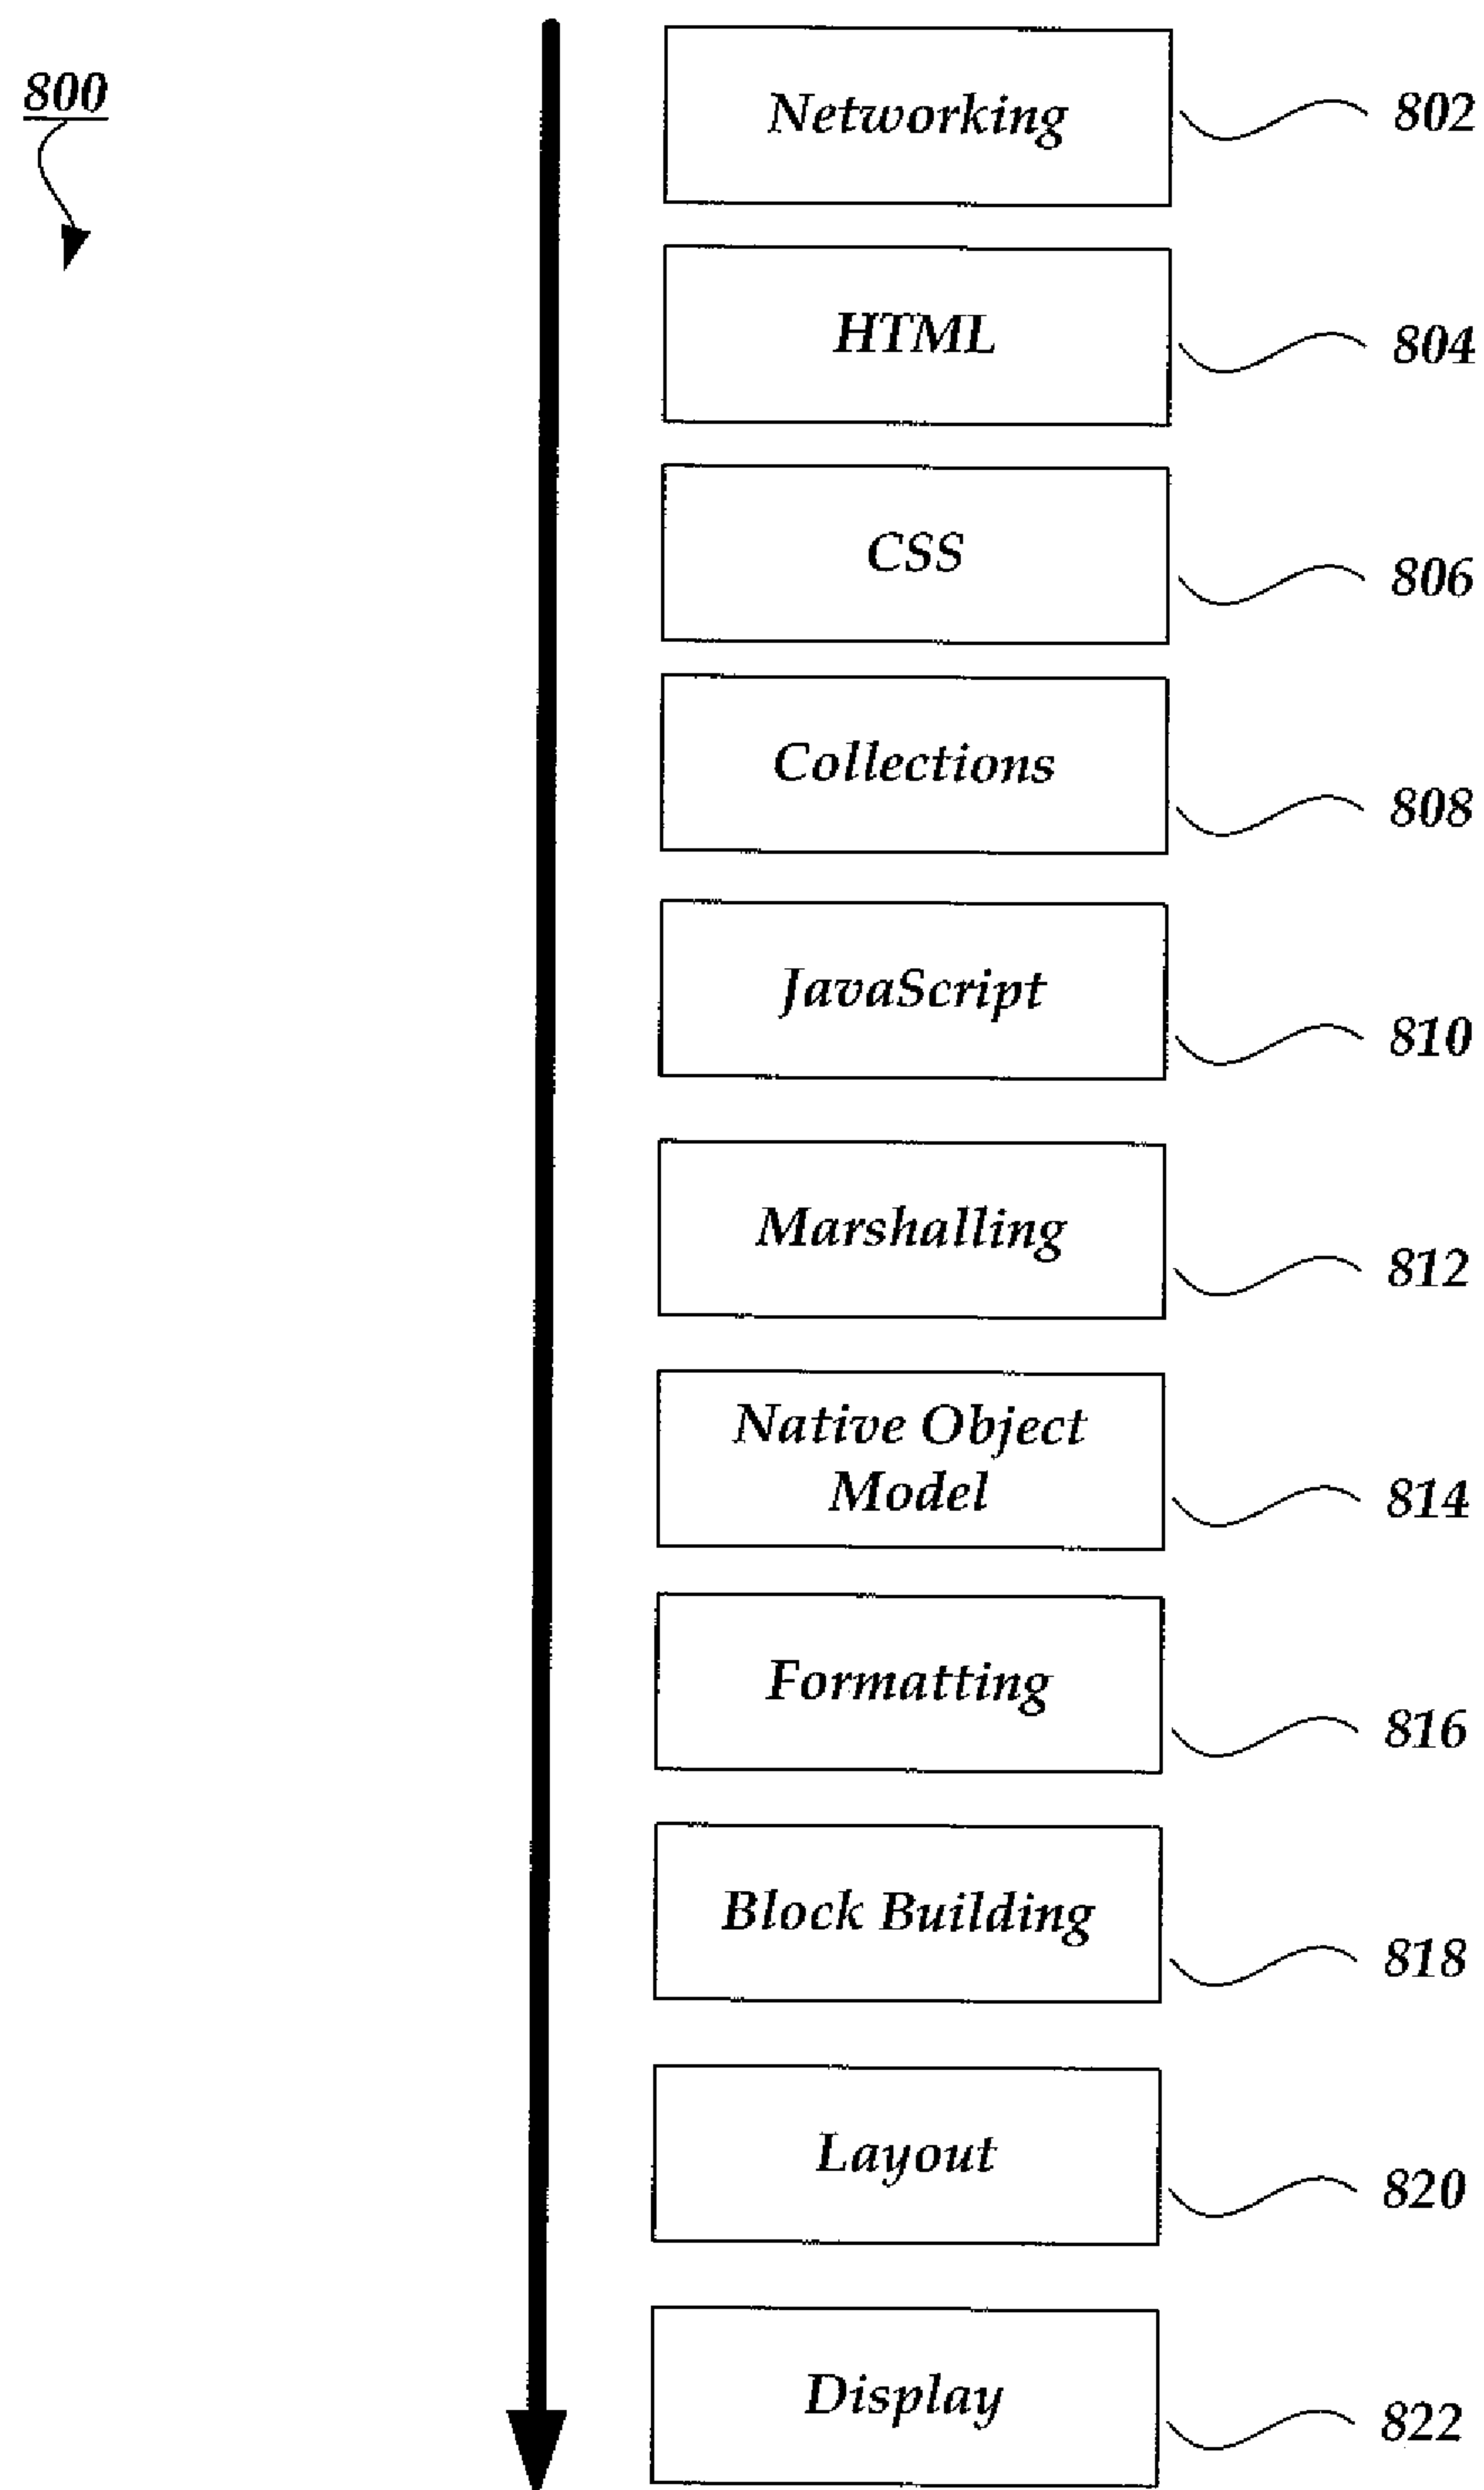 800
Networking 802
HTML 804
CSS 806
Collections 808
JavaScript 810
Marshalling 812
Native Object
Model 814
Formatting 816
Block Building 818
Layout 820
Display 822